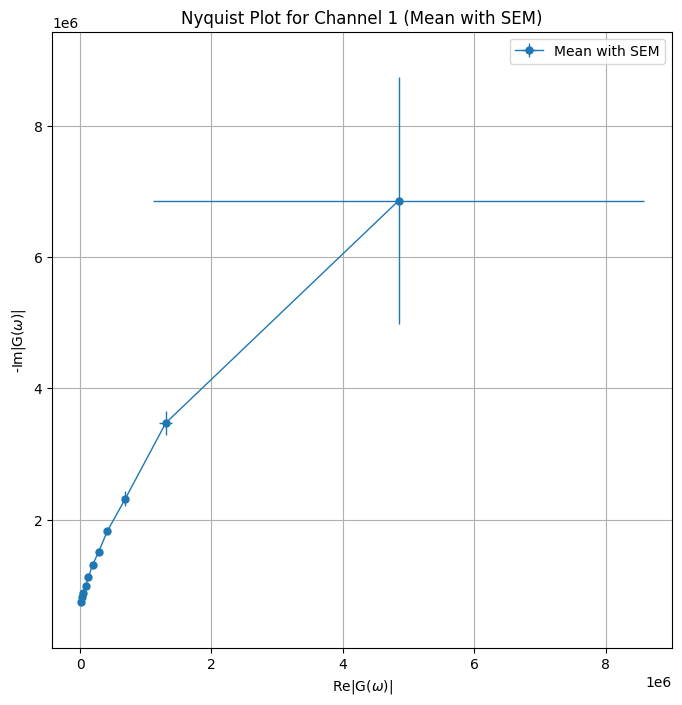 Nyquist Plot for Channel 1 (Mean with SEM)
1e6
Mean with SEM
8
6
4
2
-Im|G(ω)|
0 2 4 6 8
1e6
Re|G(ω)|